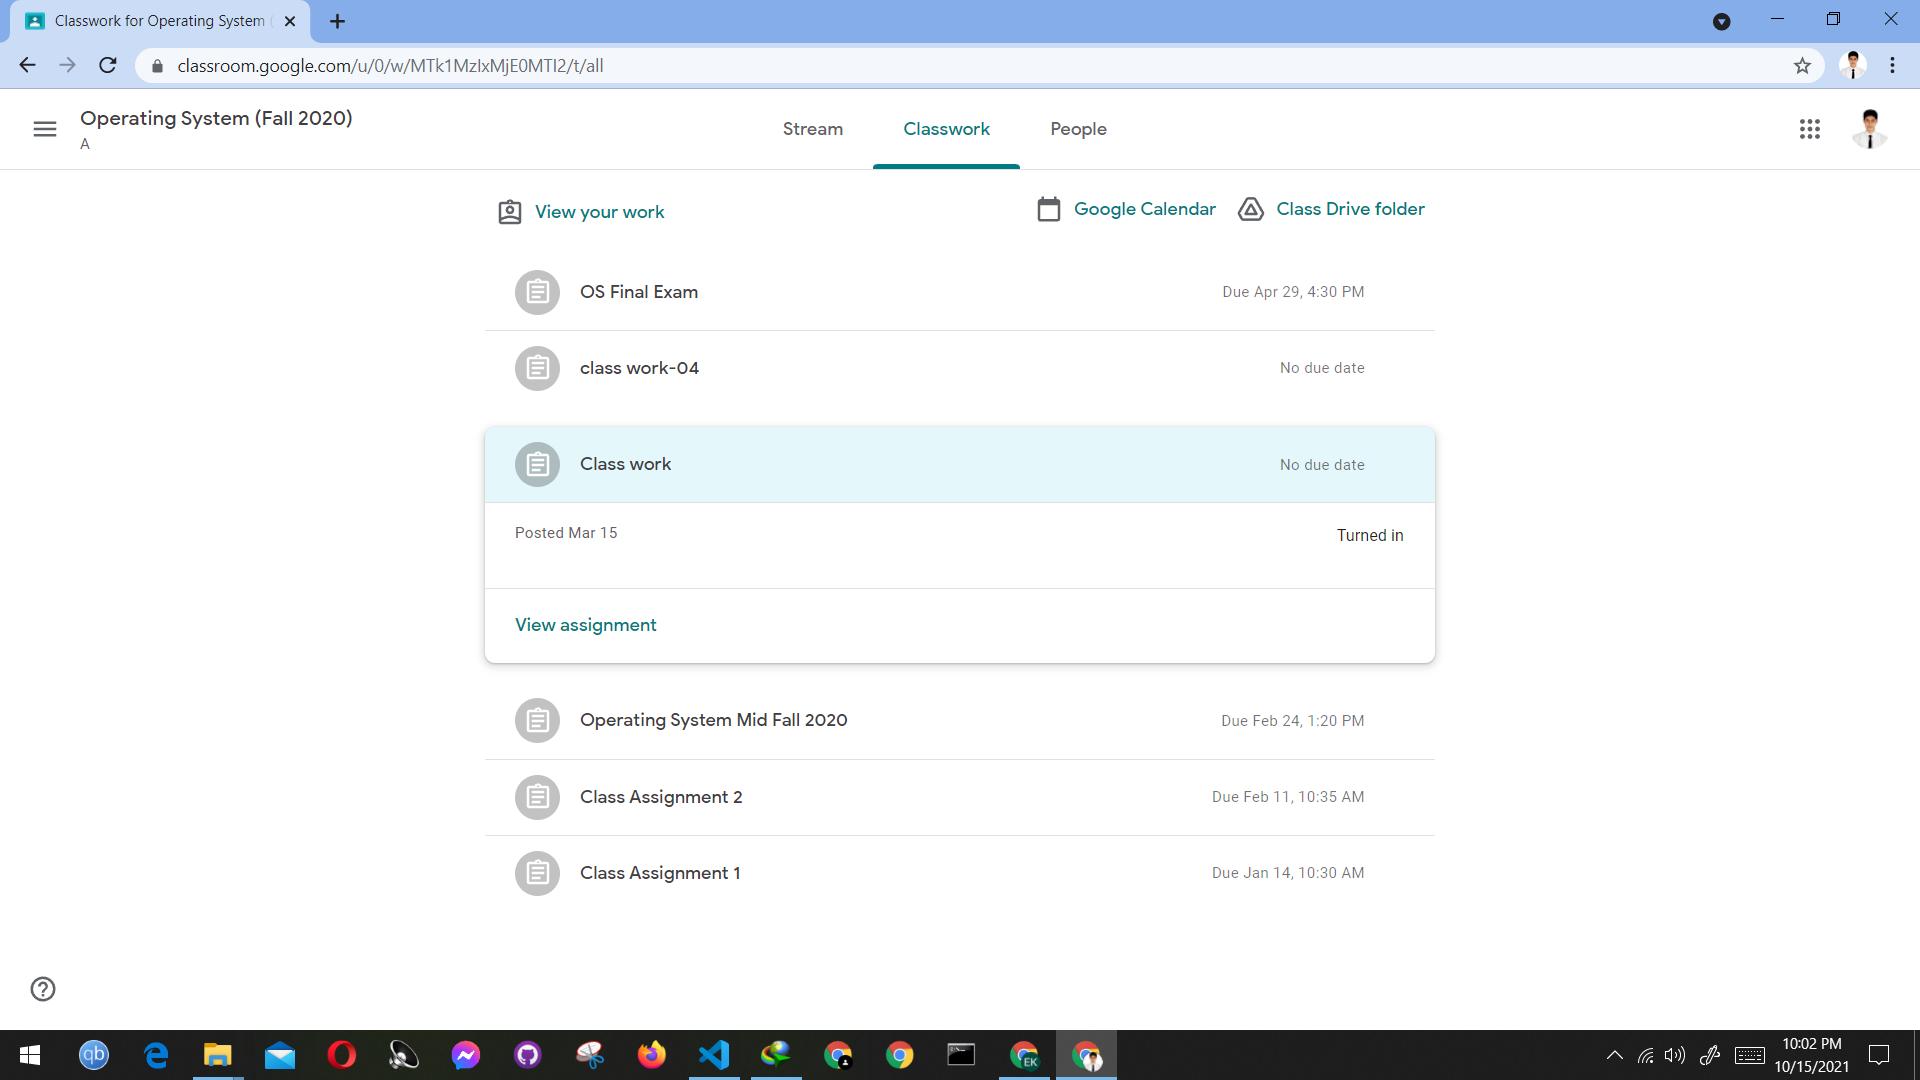 Classwork for Operating System (
classroom.google.com/u/0/w/MTk1MzIxMjE0MTI2/t/all
Operating System (Fall 2020)
A
Stream
Classwork
People
View your work
Google Calendar
Class Drive folder
OS Final Exam
Due Apr 29, 4:30 PM
class work-04
No due date
Class work
No due date
Posted Mar 15
Turned in
View assignment
Operating System Mid Fall 2020
Due Feb 24, 1:20 PM
Class Assignment 2
Due Feb 11, 10:35 AM
Class Assignment 1
Due Jan 14, 10:30 AM
qb
EK
10:02 PM
10/15/2021